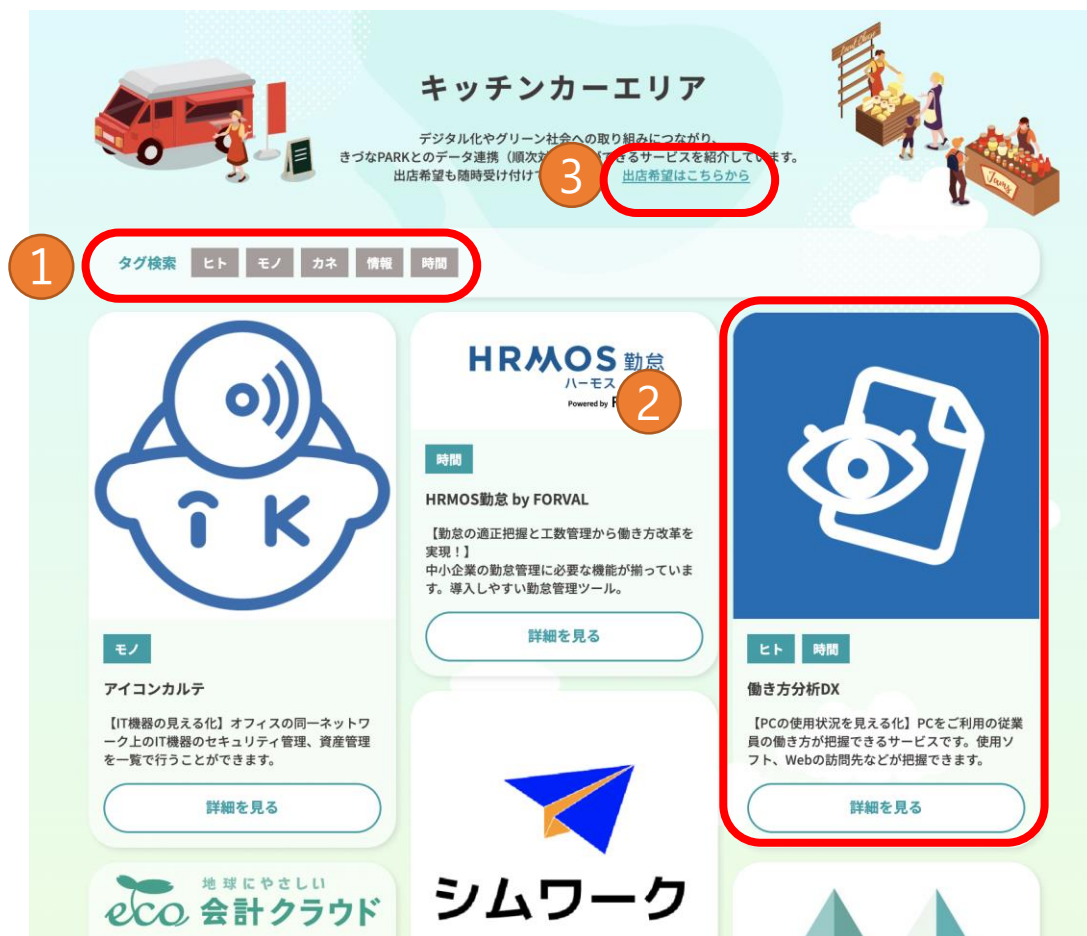 キッチンカーエリア
デジタル化やグリーン社会への取り組みにつながり、
きづなPARKとのデータ連携（順次対 できるサービスを紹介しています。
出店希望も随時受け付けて 出店希望はこちらから
3
1
タグ検索 ヒト モノ カネ 情報 時間
iK
モノ
アイコンカルテ
【IT機器の見える化】オフィスの同一ネットワ
ーク上のIT機器のセキュリティ管理、資産管理
を一覧で行うことができます。
詳細を見る
地球にやさしい
eco 会計クラウド
HRMOS 勤怠
ハーモス
Powered by
2
時間
HRMOS勤怠 by FORVAL
【勤怠の適正把握と工数管理から働き方改革を
実現！】
中小企業の勤怠管理に必要な機能が揃っていま
す。導入しやすい勤怠管理ツール。
詳細を見る
シムワーク
ヒト 時間
働き方分析DX
【PCの使用状況を見える化】PCをご利用の従業
員の働き方が把握できるサービスです。使用ソ
フト、Webの訪問先などが把握できます。
詳細を見る
Jams